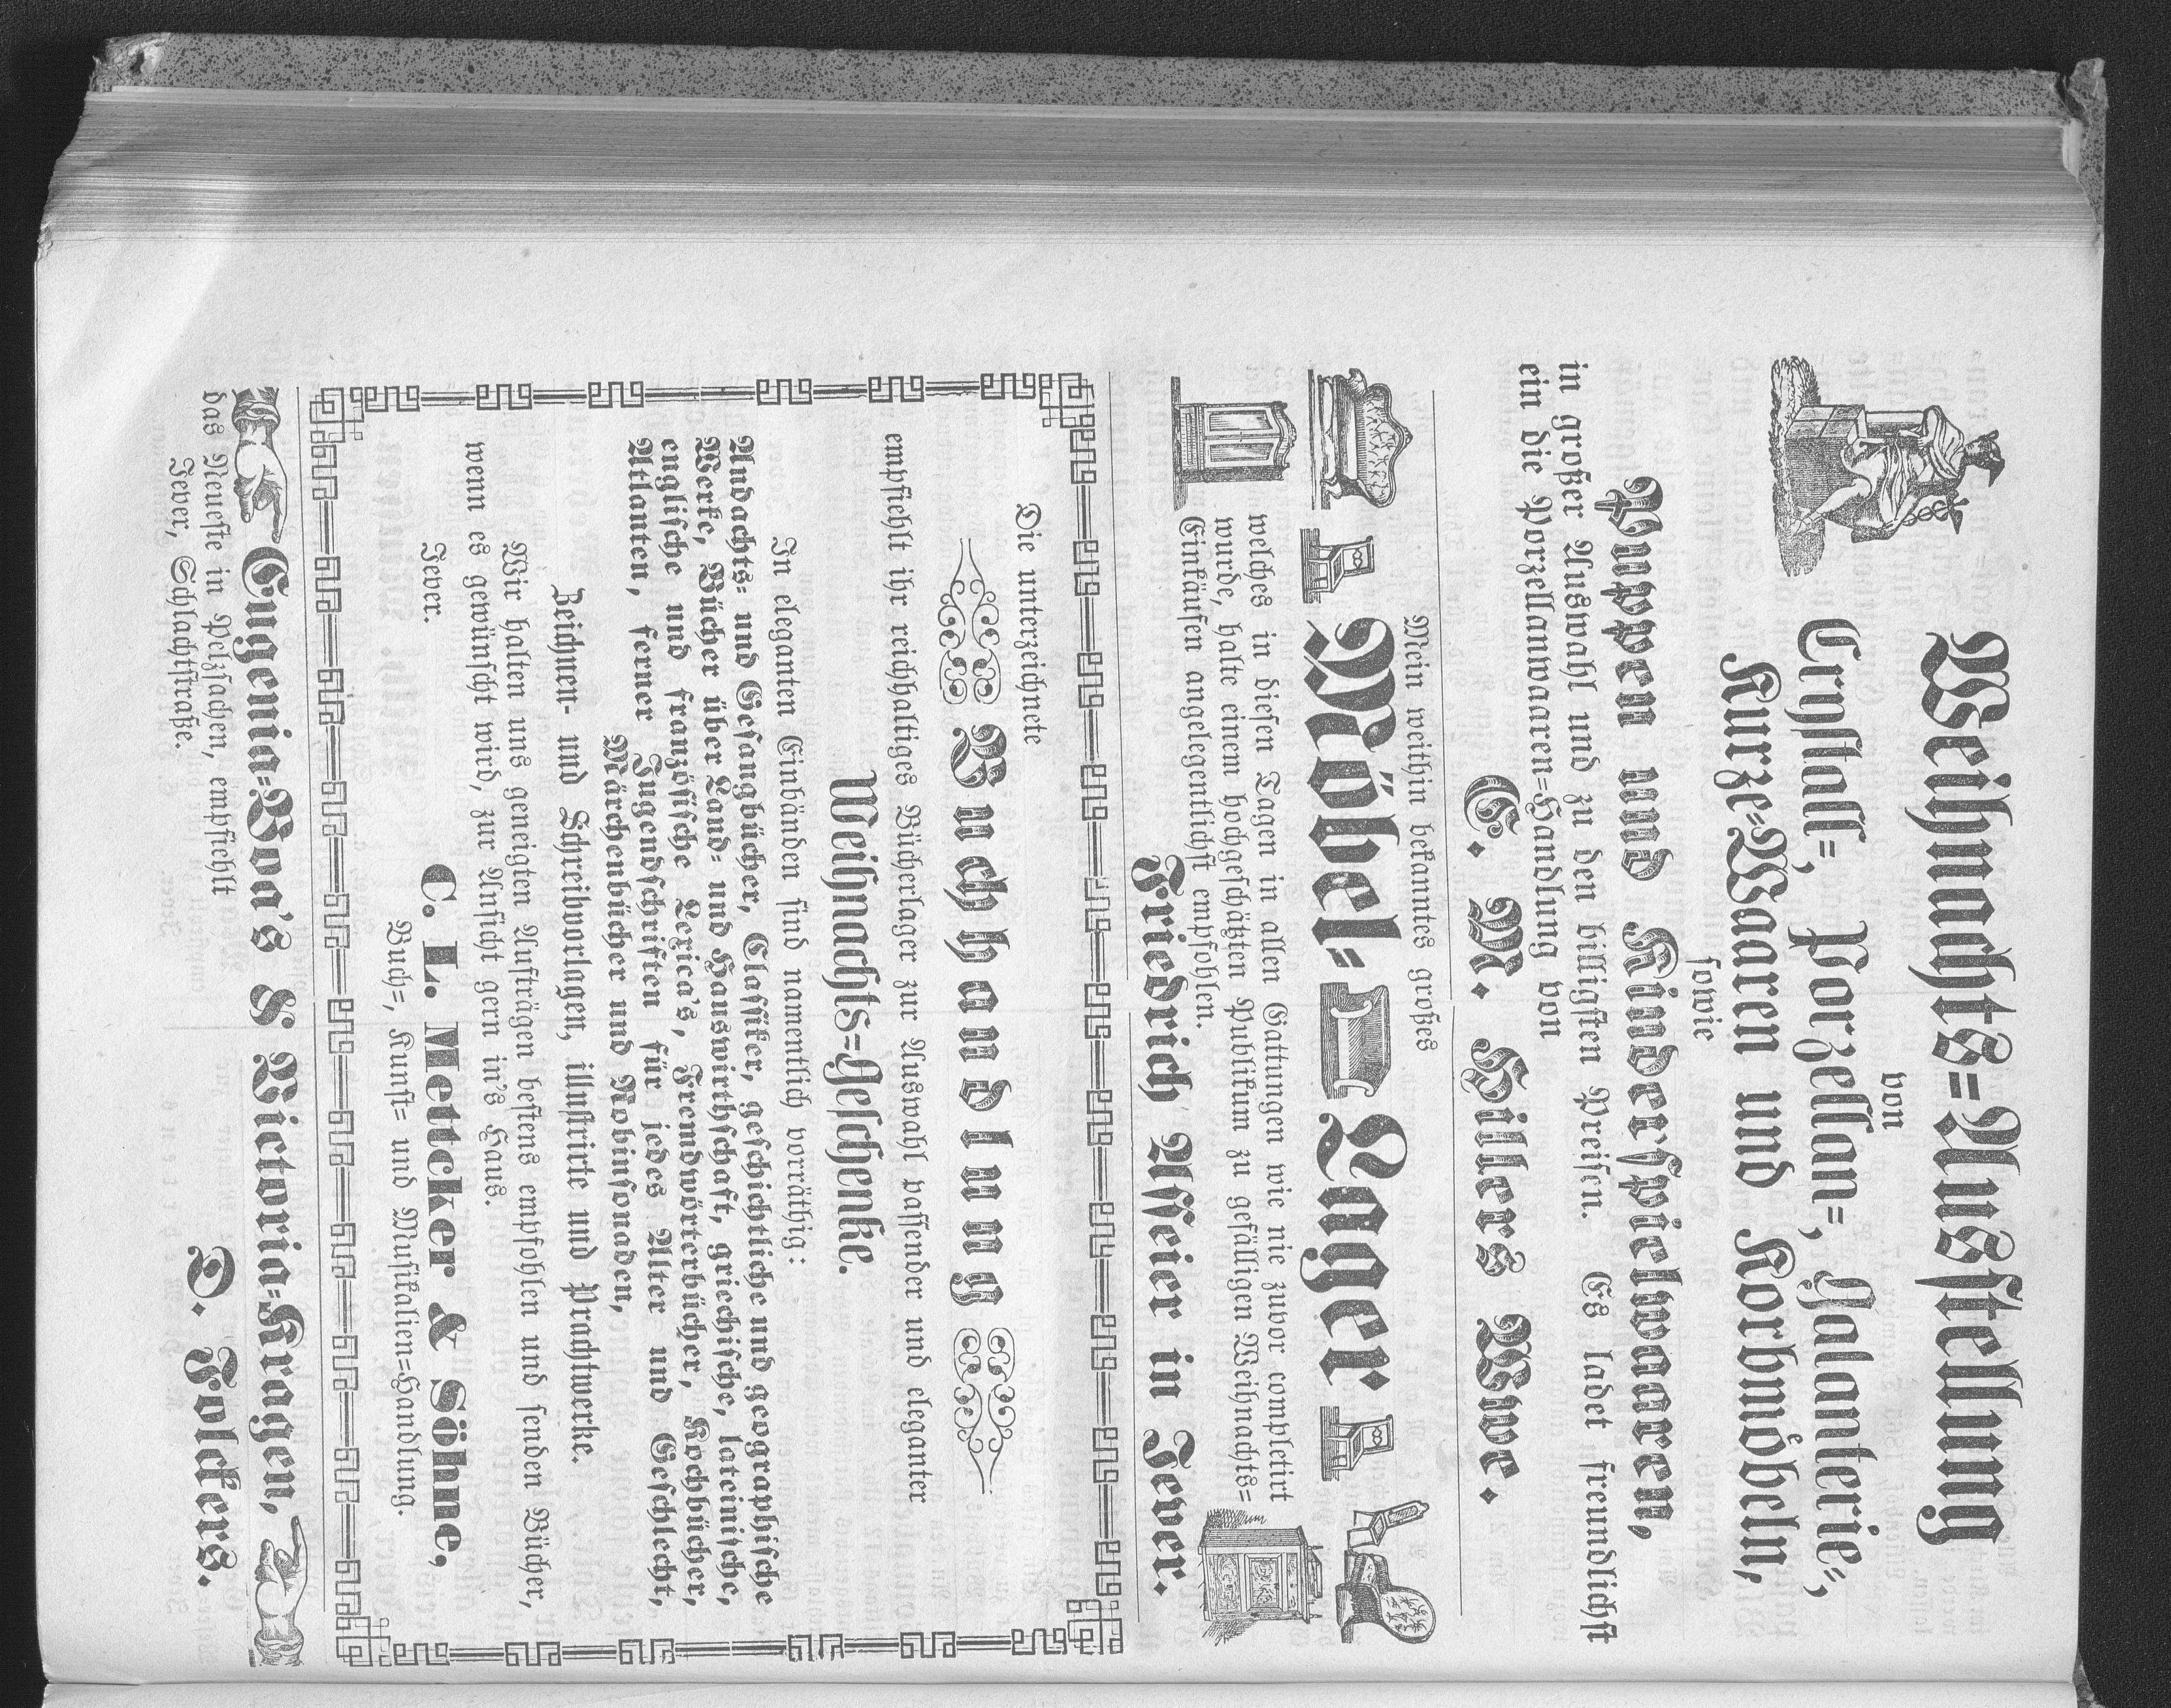 Weihnachts=Ausstellung
von
Crystall=, Porzellan=, Galanterie=,
Kurze=Waaren und Korbmöbeln,
sowie
Puppen und Kinderspielwaaren,
in großer Auswahl und zu den billigsten Preisen. Es ladet freundlichst
ein die Porzellanwaaren=Handlung von
E. M. Hillers Wwe.
Mein weithin bekanntes großes
Möbel= Lager
welches in diesen Tagen in allen Gattungen wie nie zuvor completirt
wurde, halte einem hochgeschätzten Publikum zu gefälligen Weihnachts=
Einkäufen angelegentlichst empfohlen.
Friedrich Asseier in Jever.
Die unterzeichnete
Buchhandlung
empfiehlt ihr reichhaltiges Bücherlager zur Auswahl passender und eleganter
Weihnachts=Geschenke.
In eleganten Einbänden sind namentlich vorräthig:
Andachts- und Gesangbücher, Classiker, geschichtliche und geographische
Werke, Bücher über Land- und Hauswirthschaft, griechische, lateinische,
englische und französische Lexica's, Fremdwörterbücher, Kochbücher,
Atlanten, ferner Jugendschriften für jedes Alter und Geschlecht,
Märchenbücher und Robinsonaden,
Zeichnen- und Schreibvorlagen, illustrirte und Prachtwerke.
Wir halten uns geneigten Aufträgen bestens empfohlen und senden Bücher,
wenn es gewünscht wird, zur Ansicht gern in's Haus.
Jever.
C. L. Mettcker & Söhne,
Buch=, Kunst= und Musikalien=Handlung.
Eugenia=Boa's & Victoria=Kragen,
das Neueste in Pelzsachen, empfiehlt
Jever, Schlachtstraße.
D. Folkers.